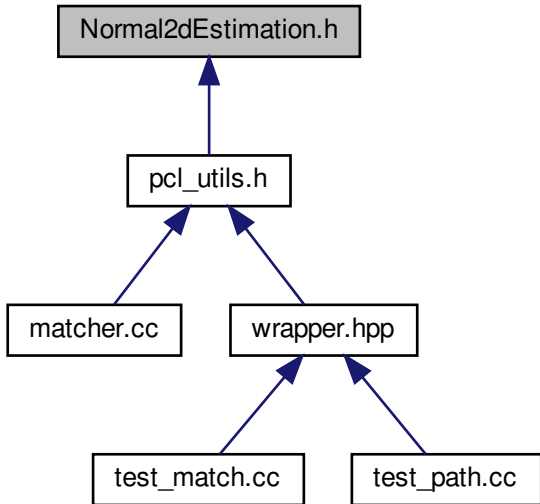 Normal2dEstimation.h
pcl_utils.h
matcher.cc
wrapper.hpp
test_match.cc
test_path.cc